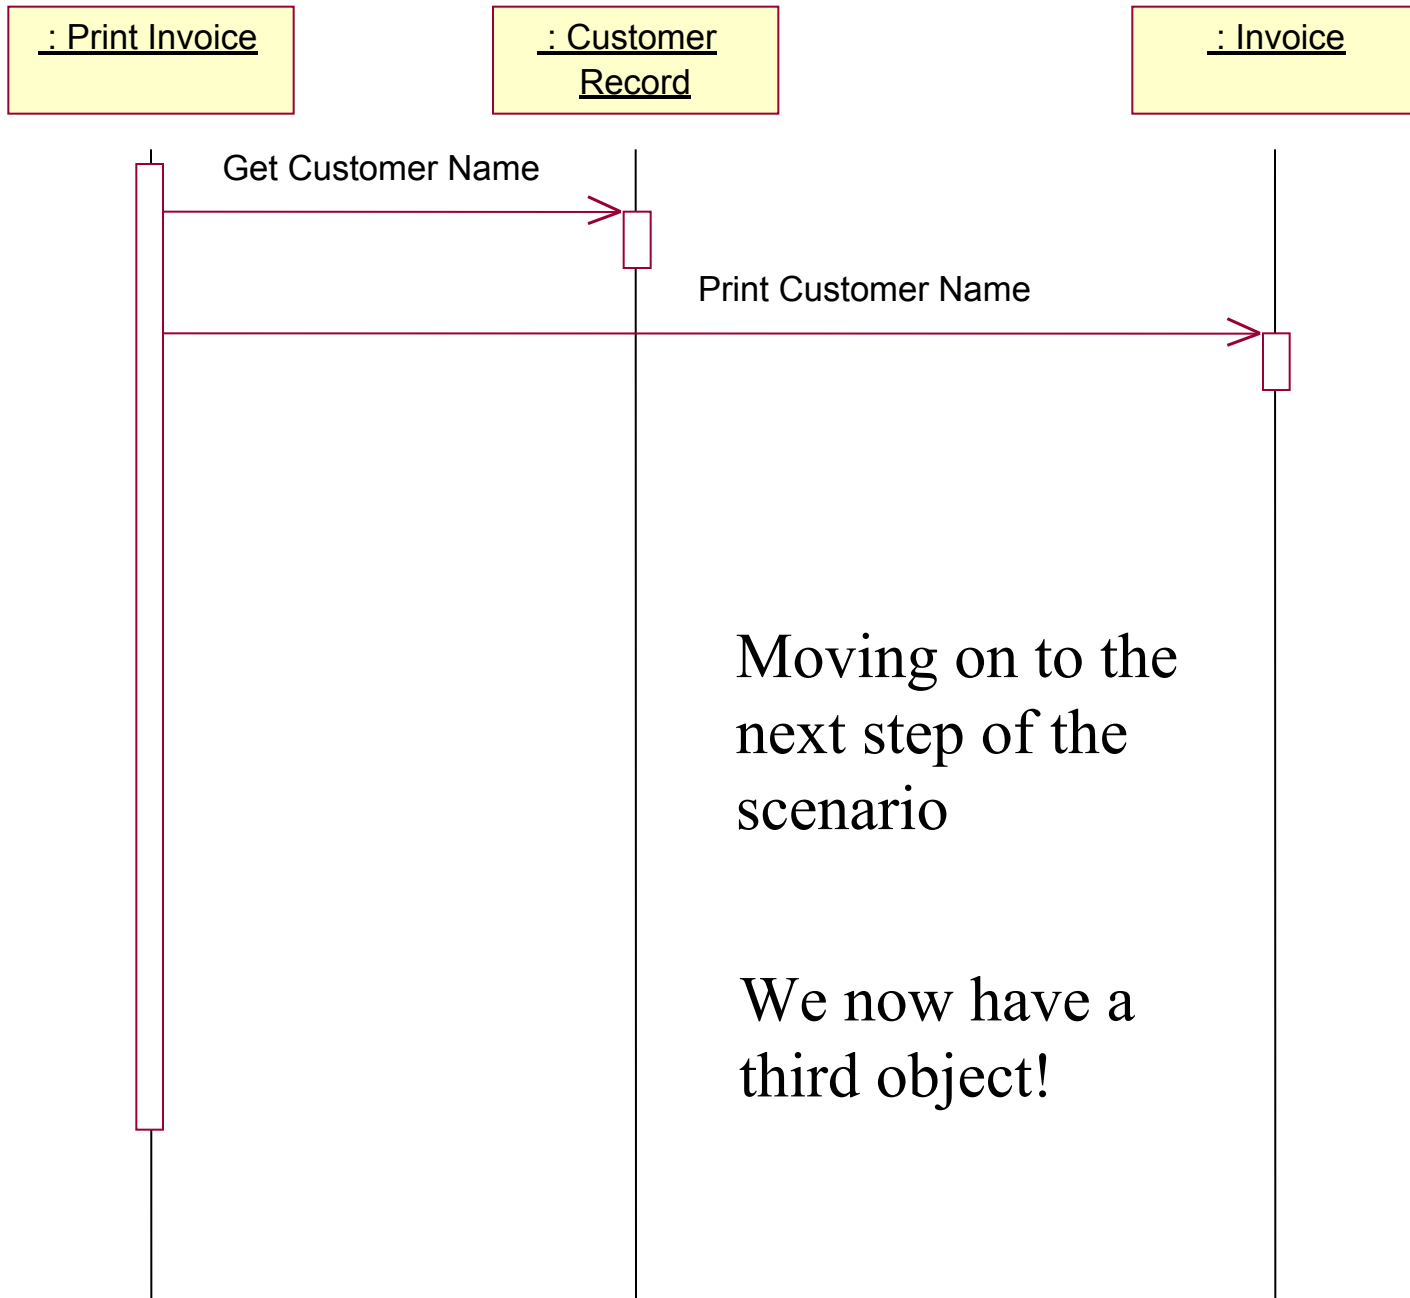 : Print Invoice
: Customer
Record
: Invoice
Get Customer Name
Print Customer Name
Moving on to the
next step of the
scenario
We now have a
third object!